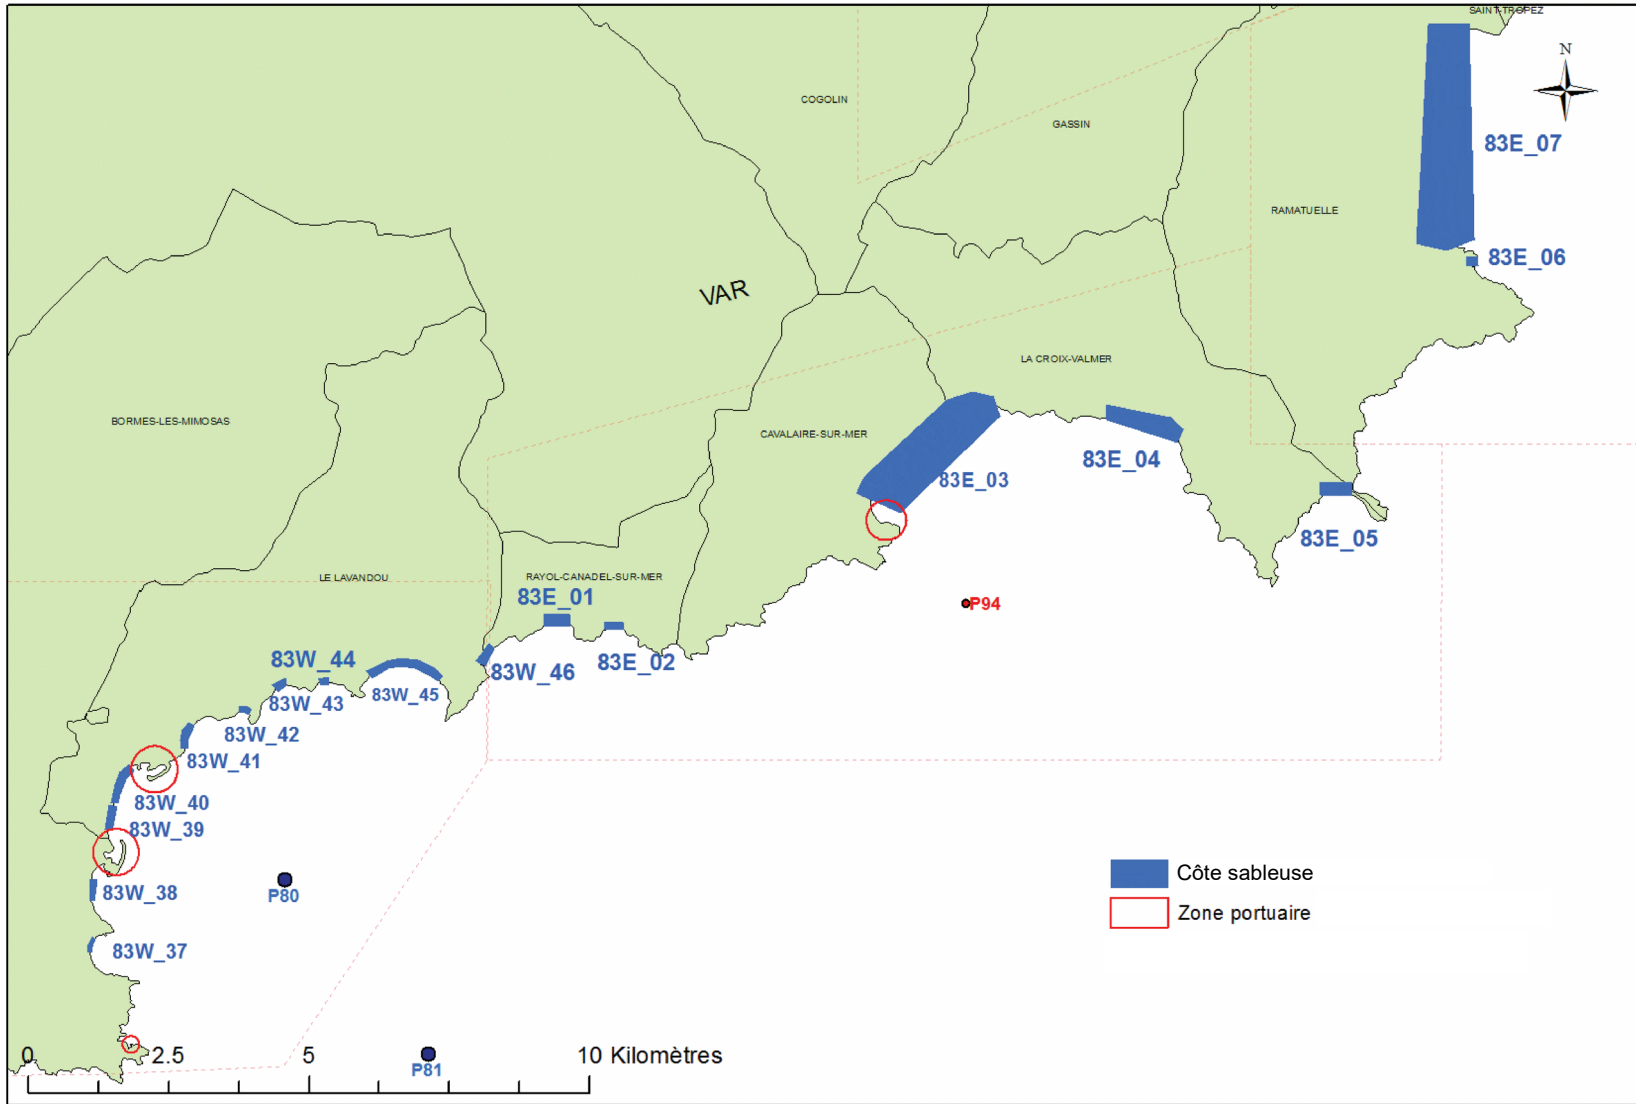 SAINT-TROPEZ
N
COGOLIN
GASSIN
83E_07
RAMATUELLE
83E_06
VAR
LA CROIX-VALMER
BORMES-LES-MIMOSAS
CAVALAIRE-SUR-MER
83E_04
83E_03
83E_05
LE LAVANDOU
RAYOL-CANADEL-SUR-MER
83E_01
P94
83W_44
83E_02
83W_46
83W_45
83W_43
83W_42
83W_41
83W_40
83W_39
Côte sableuse
83W_38
P80
Zone portuaire
83W_37
0
2.5
5
10 Kilomètres
P81